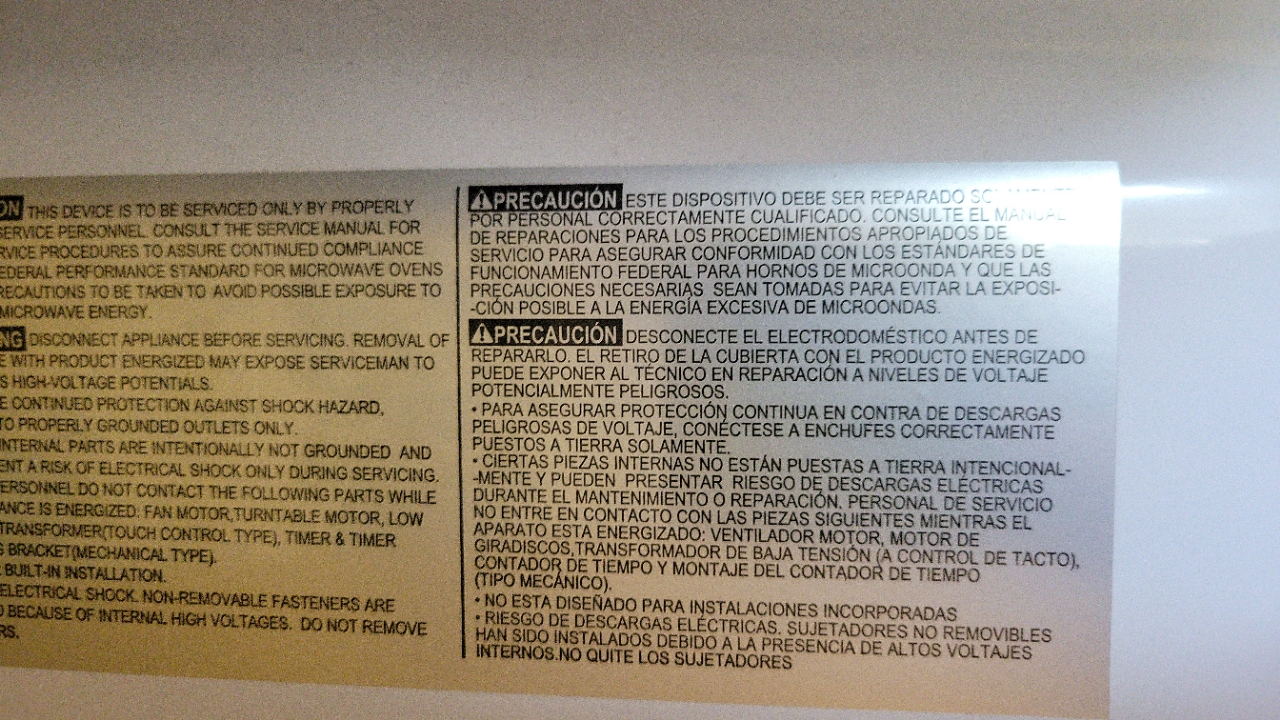 THIS DEVICE IS TO BE SERVICED ONLY BY PROPERLY
SERVICE PERSONNEL. CONSULT THE SERVICE MANUAL FOR
PROCEDURES TO ASSURE CONTINUED COMPLIANCE
PERFORMANCE STANDARD FOR MICROWAVE OVENS
TO BE TAKEN TO AVOID POSSIBLE EXPOSURE TO
MICROWAVE ENERGY.
DISCONNECT APPLIANCE BEFORE SERVICING. REMOVAL OF
WITH PRODUCT ENERGIZED MAY EXPOSE SERVICEMAN TO
HIGH-VOLTAGE POTENTIALS.
CONTINUED PROTECTION AGAINST SHOCK HAZARD,
TO PROPERLY GROUNDED OUTLETS ONLY.
INTERNAL PARTS ARE INTENTIONALLY NOT GROUNDED AND
A RISK OF ELECTRICAL SHOCK ONLY DURING SERVICING.
DO NOT CONTACT THE FOLLOWING PARTS WHILE
IS ENERGIZED: FAN MOTOR,TURNTABLE MOTOR, LOW
TRANSFORMER(TOUCH CONTROL TYPE), TIMER & TIMER
BRACKET(MECHANICAL TYPE).
BUILT-IN INSTALLATION.
ELECTRICAL SHOCK. NON-REMOVABLE FASTENERS ARE
BECAUSE OF INTERNAL HIGH VOLTAGES. DO NOT REMOVE
⚠PRECAUCIÓN ESTE DISPOSITIVO DEBE SER REPARADO
POR PERSONAL CORRECTAMENTE CUALIFICADO. CONSULTE EL MANUAL
DE REPARACIONES PARA LOS PROCEDIMIENTOS APROPIADOS DE
SERVICIO PARA ASEGURAR CONFORMIDAD CON LOS ESTÁNDARES DE
FUNCIONAMIENTO FEDERAL PARA HORNOS DE MICROONDA Y QUE LAS
PRECAUCIONES NECESARIAS SEAN TOMADAS PARA EVITAR LA EXPOSI-
-CIÓN POSIBLE A LA ENERGÍA EXCESIVA DE MICROONDAS.
⚠PRECAUCIÓN DESCONECTE EL ELECTRODOMÉSTICO ANTES DE
REPARARLO. EL RETIRO DE LA CUBIERTA CON EL PRODUCTO ENERGIZADO
PUEDE EXPONER AL TÉCNICO EN REPARACIÓN A NIVELES DE VOLTAJE
POTENCIALMENTE PELIGROSOS.
• PARA ASEGURAR PROTECCIÓN CONTINUA EN CONTRA DE DESCARGAS
PELIGROSAS DE VOLTAJE, CONÉCTESE A ENCHUFES CORRECTAMENTE
PUESTOS A TIERRA SOLAMENTE.
• CIERTAS PIEZAS INTERNAS NO ESTÁN PUESTAS A TIERRA INTENCIONAL-
-MENTE Y PUEDEN PRESENTAR RIESGO DE DESCARGAS ELÉCTRICAS
DURANTE EL MANTENIMIENTO O REPARACIÓN. PERSONAL DE SERVICIO
NO ENTRE EN CONTACTO CON LAS PIEZAS SIGUIENTES MIENTRAS EL
APARATO ESTA ENERGIZADO: VENTILADOR MOTOR, MOTOR DE
GIRADISCOS,TRANSFORMADOR DE BAJA TENSIÓN (A CONTROL DE TACTO),
CONTADOR DE TIEMPO Y MONTAJE DEL CONTADOR DE TIEMPO
(TIPO MECÁNICO).
• NO ESTA DISEÑADO PARA INSTALACIONES INCORPORADAS
• RIESGO DE DESCARGAS ELÉCTRICAS. SUJETADORES NO REMOVIBLES
HAN SIDO INSTALADOS DEBIDO A LA PRESENCIA DE ALTOS VOLTAJES
INTERNOS.NO QUITE LOS SUJETADORES